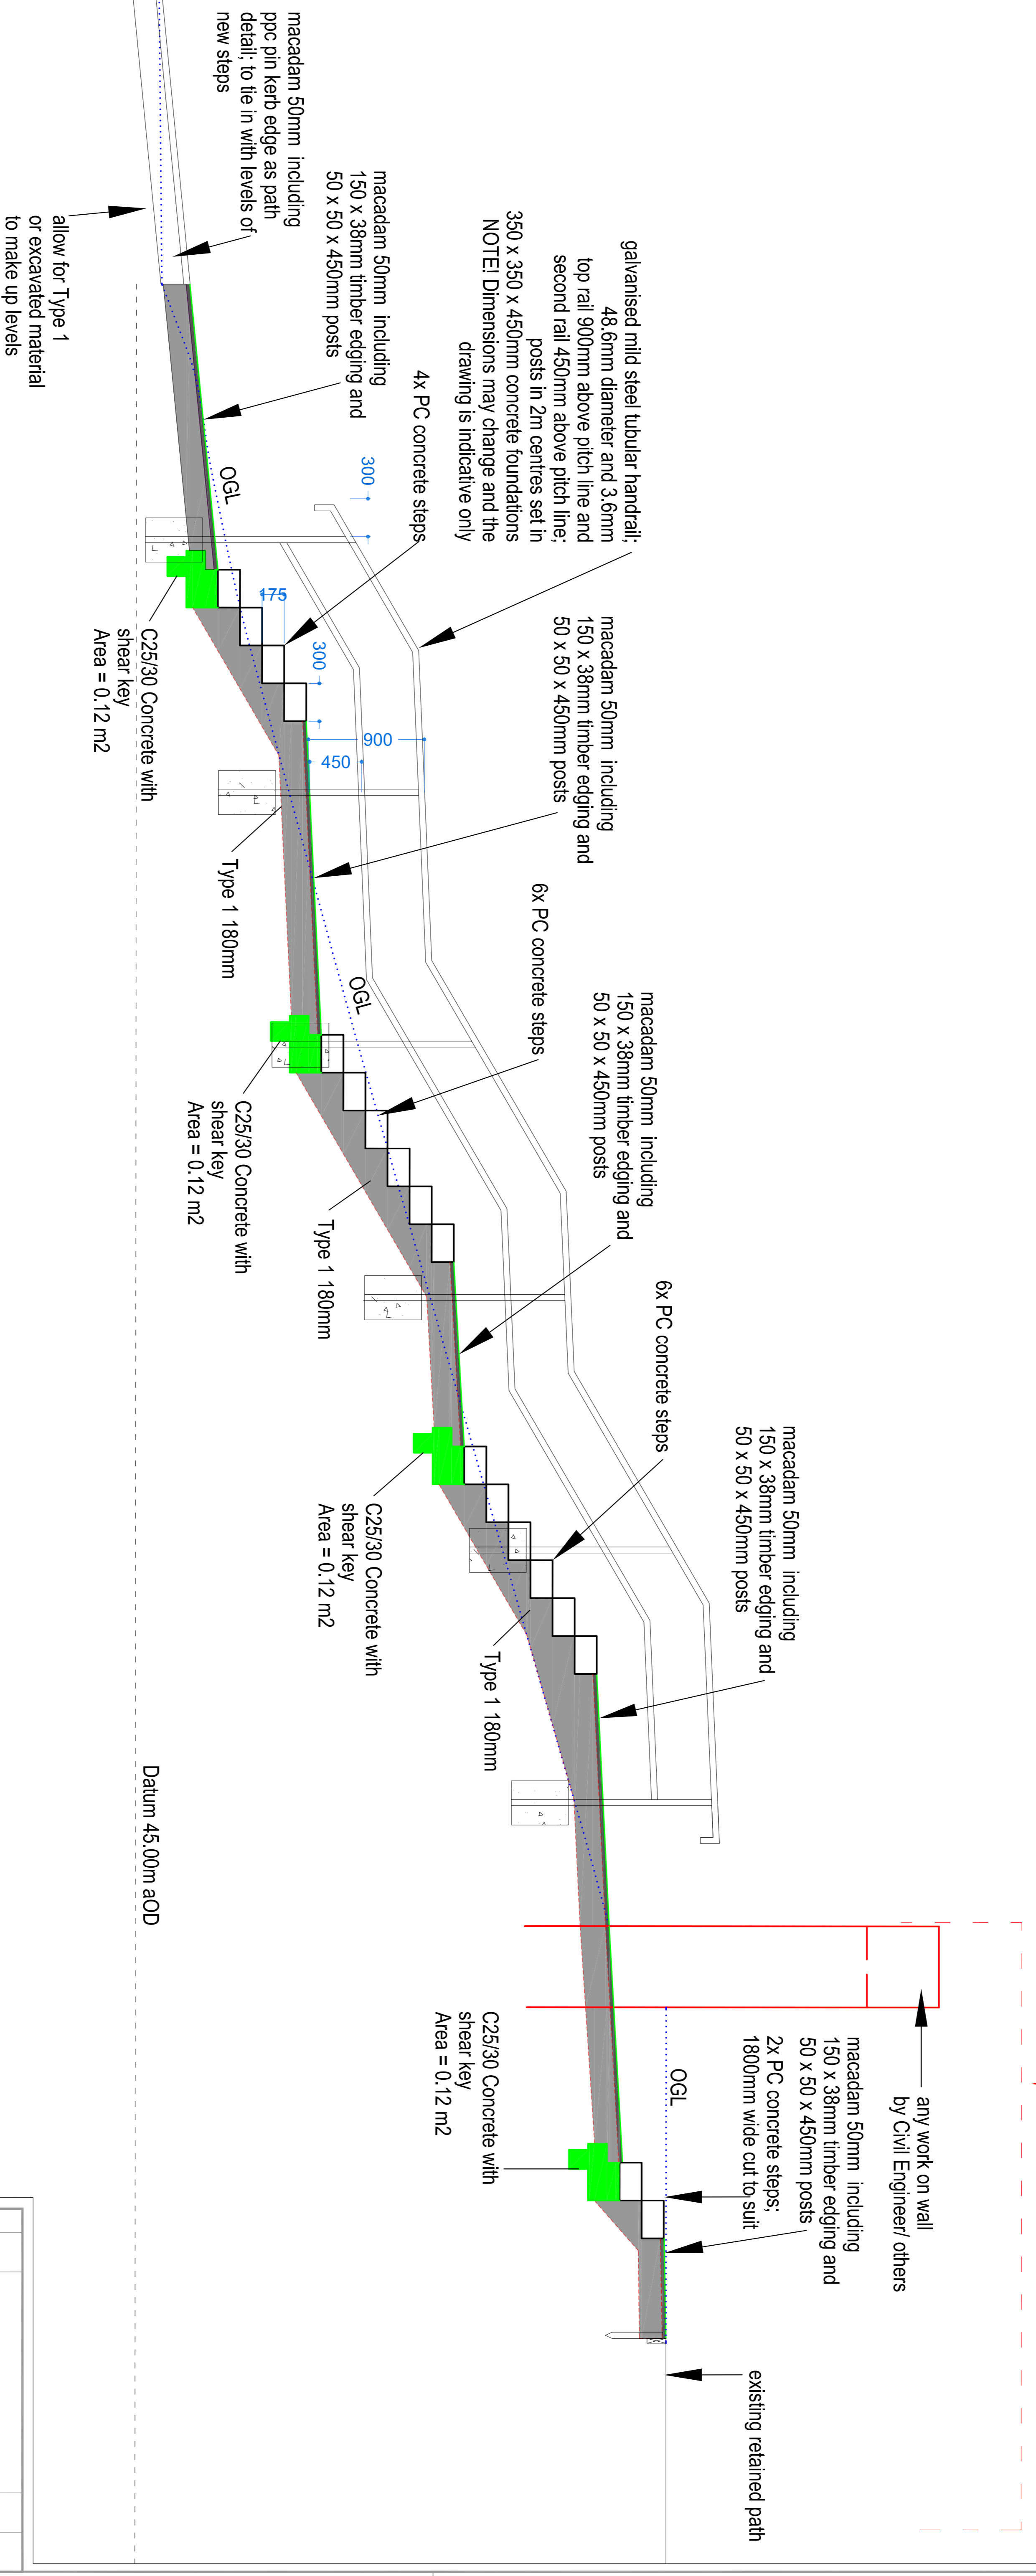 macadam 50mm  including
ppc pin kerb edge as path
detail; to tie in with levels of
new steps
allow for Type 1
or excavated material
to make up levels
macadam 50mm  including
150 x 38mm timber edging and
50 x 50 x 450mm posts
galvanised mild steel tubular handrail;
48.6mm diameter and 3.6mm
top rail 900mm above pitch line and
second rail 450mm above pitch line;
posts in 2m centres set in
350 x 350 x 450mm concrete foundations
NOTE! Dimensions may change and the
drawing is indicative only
4x PC concrete steps
300
OGL
175
300
900
450
C25/30 Concrete with
shear key
Area = 0.12 m2
macadam 50mm  including
150 x 38mm timber edging and
50 x 50 x 450mm posts
Type 1 180mm
6x PC concrete steps
OGL
C25/30 Concrete with
shear key
Area = 0.12 m2
macadam 50mm  including
150 x 38mm timber edging and
50 x 50 x 450mm posts
Type 1 180mm
6x PC concrete steps
C25/30 Concrete with
shear key
Area = 0.12 m2
macadam 50mm  including
150 x 38mm timber edging and
50 x 50 x 450mm posts
Type 1 180mm
Datum 45.00m aOD
any work on wall
by Civil Engineer/ others
macadam 50mm  including
150 x 38mm timber edging and
50 x 50 x 450mm posts
2x PC concrete steps;
1800mm wide cut to suit
OGL
C25/30 Concrete with
shear key
Area = 0.12 m2
existing retained path